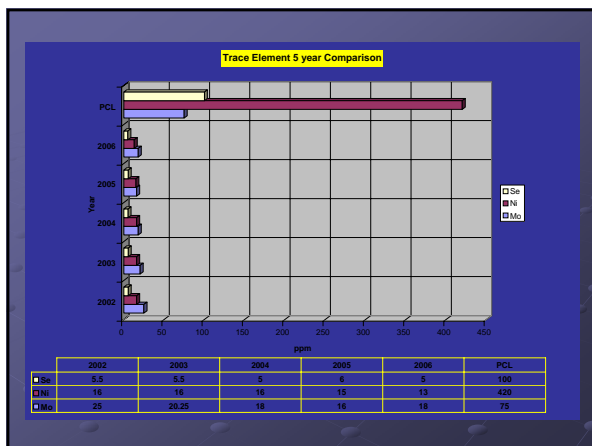 Trace Element 5 year Comparison
PCL
2006
2005
2004
2003
2002
Year
0 50 100 150 200 250 300 350 400 450
ppm
Se
Ni
Mo
2002 2003 2004 2005 2006 PCL
Se 5.5 5.5 5 6 5 100
Ni 16 16 16 15 13 420
Mo 25 20.25 18 16 18 75